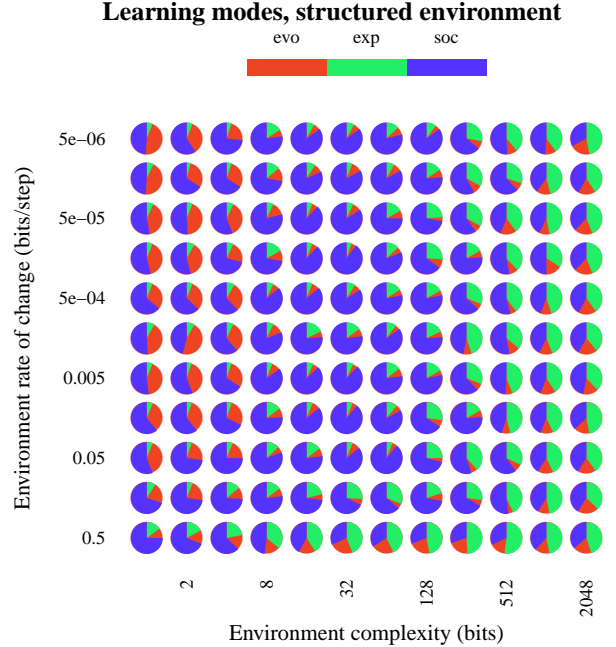 Learning modes, structured environment
evo exp soc
Environment rate of change (bits/step)
5e−06
5e−05
5e−04
0.005
0.05
0.5
2 8 32 128 512 2048
Environment complexity (bits)